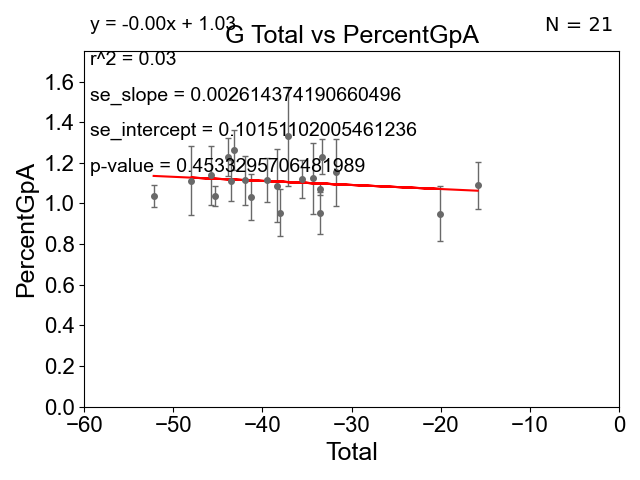 y = -0.00x + 1.03
N = 21
G Total vs PercentGpA
r^2 = 0.03
se_slope = 0.002614374190660496
se_intercept = 0.10151102005461236
p-value = 0.4533295706481989
PercentGpA
1.6
1.4
1.2
1.0
0.8
0.6
0.4
0.2
0.0
−60 −50 −40 −30 −20 −10 0
Total